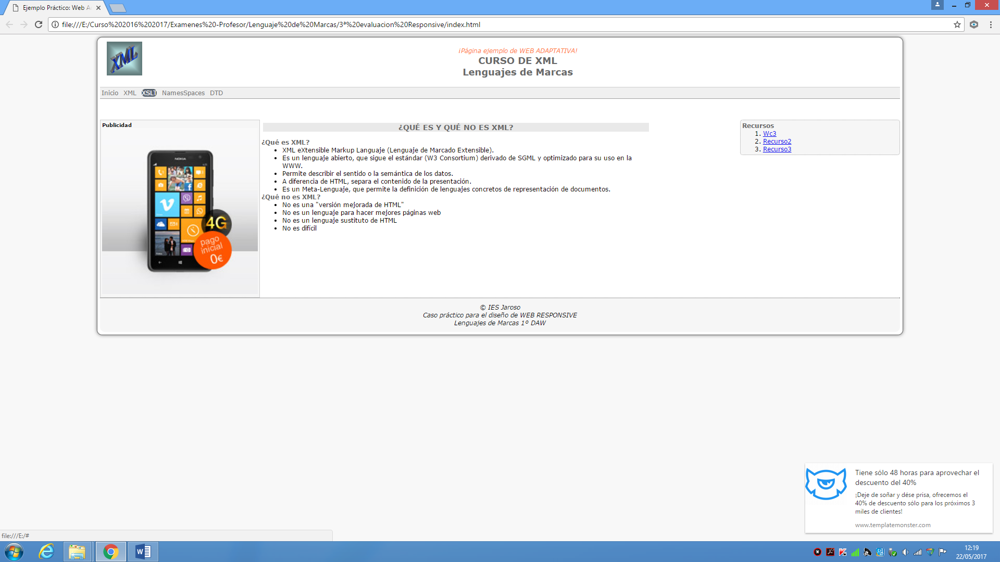 Ejemplo Práctico: Web A
file:///E:/Curso%202016%202017/Examenes%20-Profesor/Lenguaje%20de%20Marcas/3ª%20evaluacion%20Responsive/index.html
XML
¡Página ejemplo de WEB ADAPTATIVA!
CURSO DE XML
Lenguajes de Marcas
Inicio XML XSLT NamesSpaces DTD
Publicidad
NOKIA
4G
pago
inicial
0€
¿QUÉ ES Y QUÉ NO ES XML?
¿Qué es XML?
XML eXtensible Markup Languaje (Lenguaje de Marcado Extensible).
Es un lenguaje abierto, que sigue el estándar (W3 Consortium) derivado de SGML y optimizado para su uso en la
WWW.
Permite describir el sentido o la semántica de los datos.
A diferencia de HTML, separa el contenido de la presentación.
Es un Meta-Lenguaje, que permite la definición de lenguajes concretos de representación de documentos.
¿Qué no es XML?
No es una "versión mejorada de HTML"
No es un lenguaje para hacer mejores páginas web
No es un lenguaje sustituto de HTML
No es difícil
Recursos
1. Wc3
2. Recurso2
3. Recurso3
© IES Jaroso
Caso práctico para el diseño de WEB RESPONSIVE
Lenguajes de Marcas 1º DAW
Tiene sólo 48 horas para aprovechar el
descuento del 40%
¡Deje de soñar y dése prisa, ofrecemos el
40% de descuento sólo para los próximos 3
miles de clientes!
www.templatemonster.com
file:///E:/#
12:19
22/05/2017